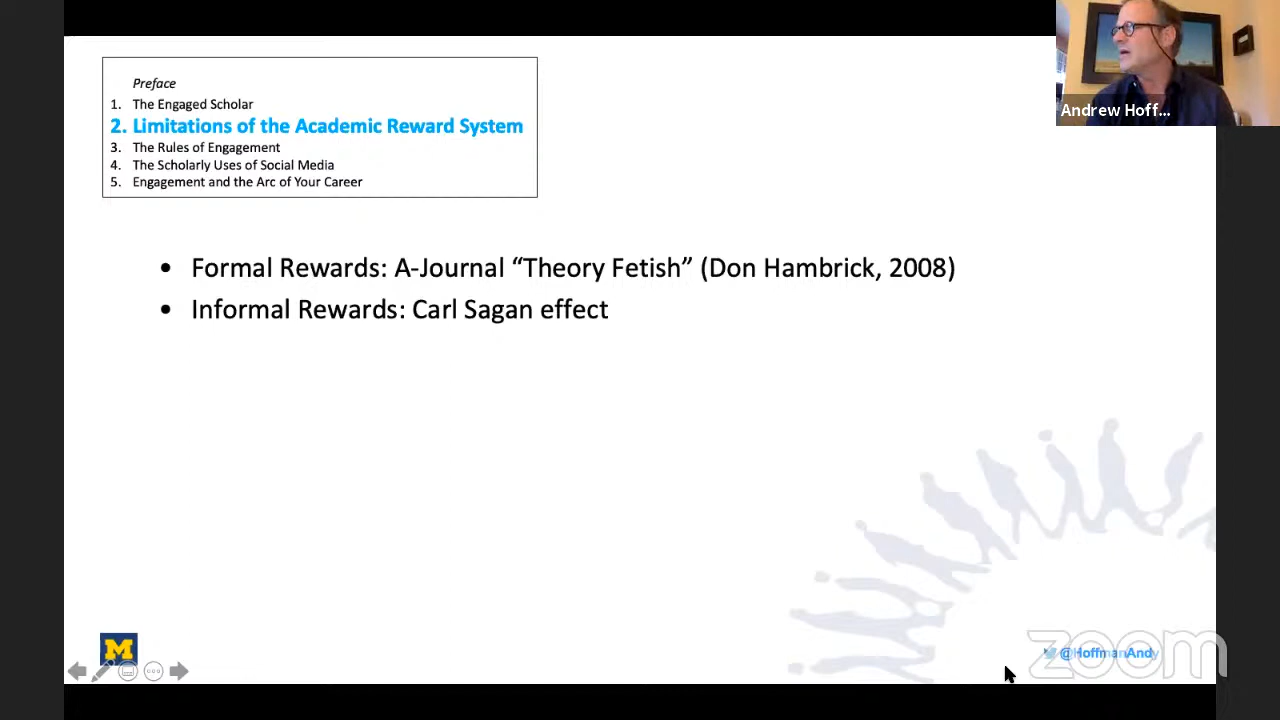 Preface
1. The Engaged Scholar
2. Limitations of the Academic Reward System
3. The Rules of Engagement
4. The Scholarly Uses of Social Media
5. Engagement and the Arc of Your Career
Andrew Hoff...
• Formal Rewards: A-Journal “Theory Fetish” (Don Hambrick, 2008)
• Informal Rewards: Carl Sagan effect
M
@HoffmanAndy
zoom